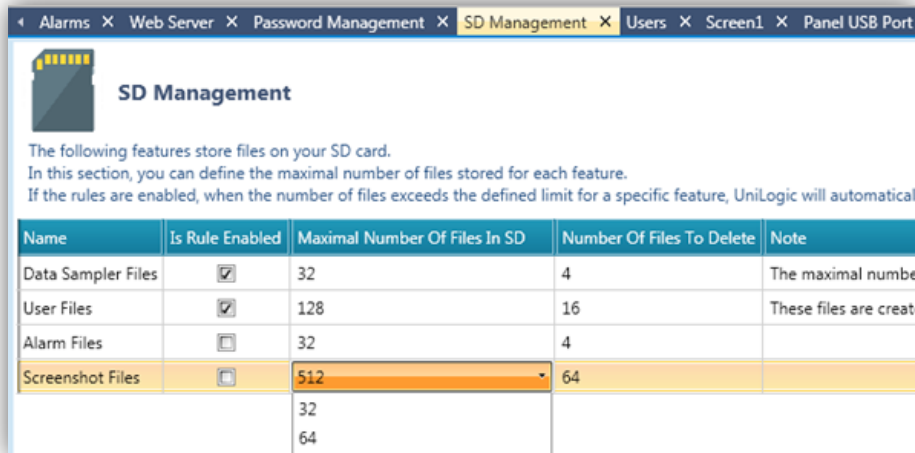 Alarms × Web Server × Password Management × SD Management × Users × Screen1 × Panel USB Port
SD Management
The following features store files on your SD card.
In this section, you can define the maximal number of files stored for each feature.
If the rules are enabled, when the number of files exceeds the defined limit for a specific feature, UniLogic will automatical
Name Is Rule Enabled Maximal Number Of Files In SD Number Of Files To Delete Note
Data Sampler Files 32 4 The maximal numbe
User Files 128 16 These files are creat
Alarm Files 32 4
Screenshot Files 512 64
32
64